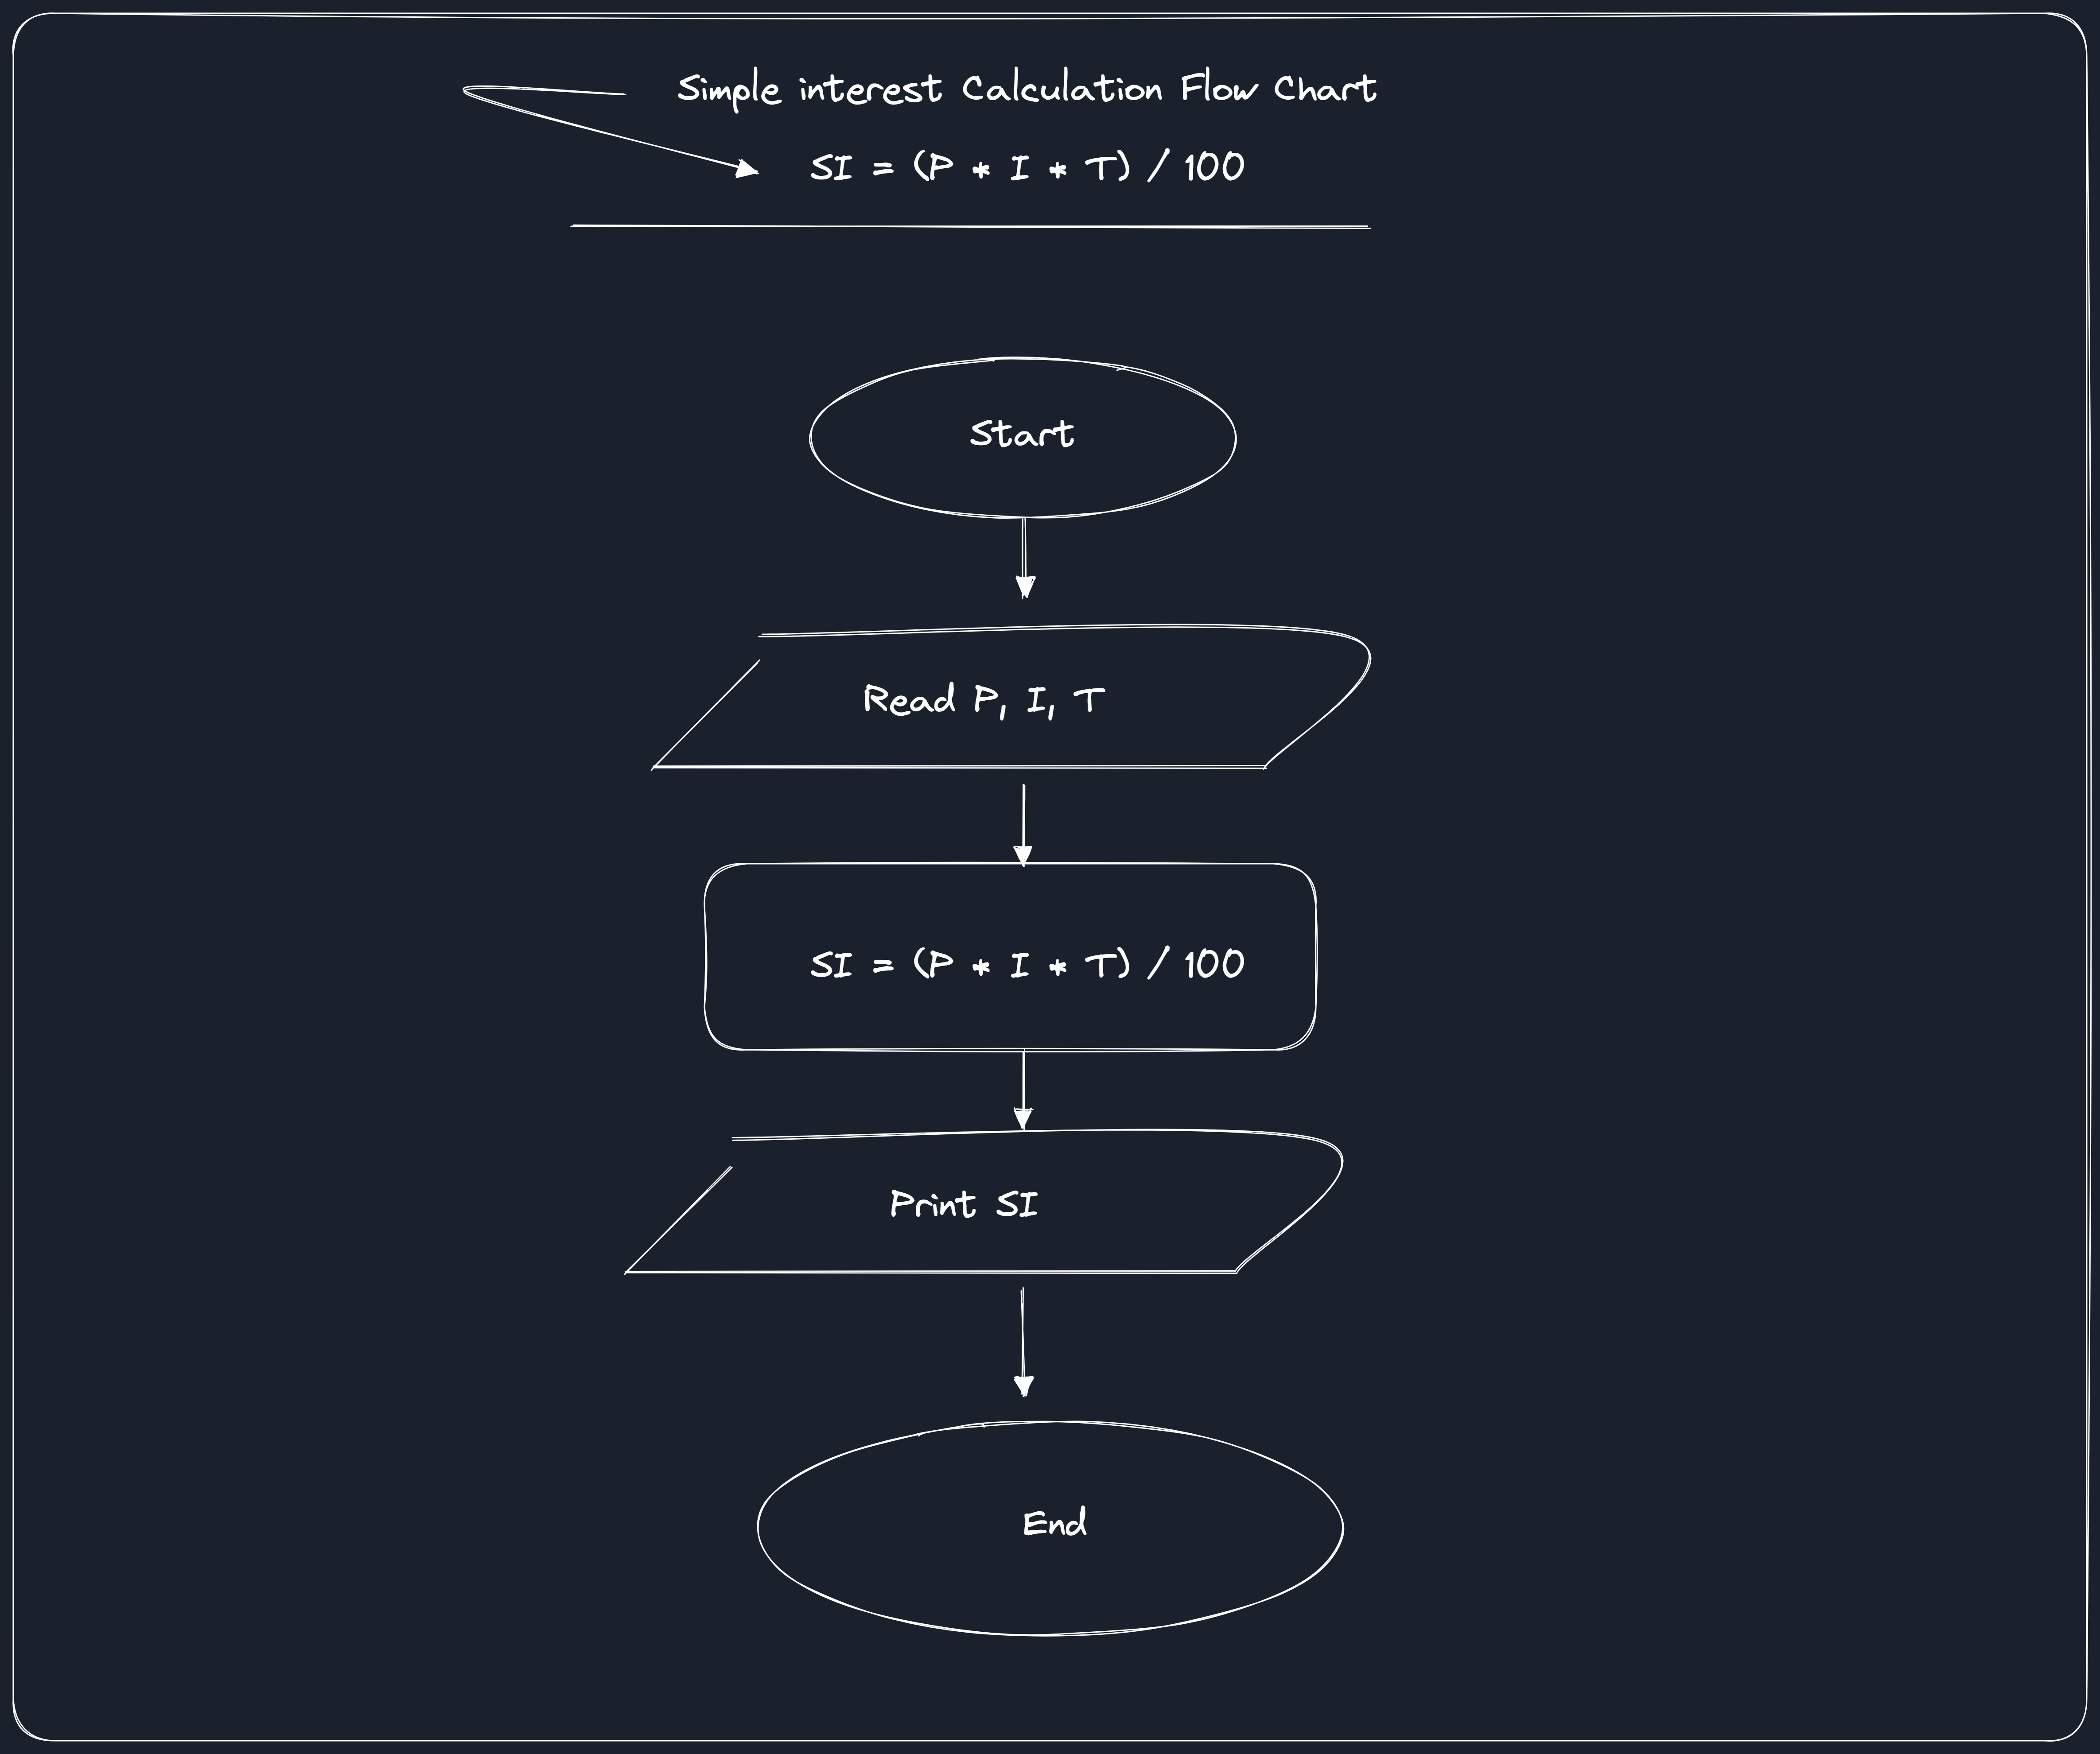 Simple interest Calculation Flow Chart
SI = (P * I * T) / 100
Start
Read P, I, T
SI = (P * I * T) / 100
Print SI
End